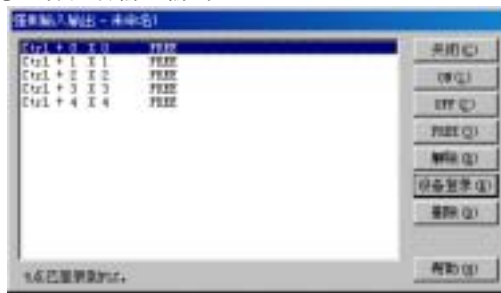 强制输入输出 - 未命名1
Ctrl + 0 X 0 FREE
Ctrl + 1 X 1 FREE
Ctrl + 2 X 2 FREE
Ctrl + 3 X 3 FREE
Ctrl + 4 X 4 FREE
关闭(C)
ON
OFF
FREE
解除
设备登录
删除
帮助